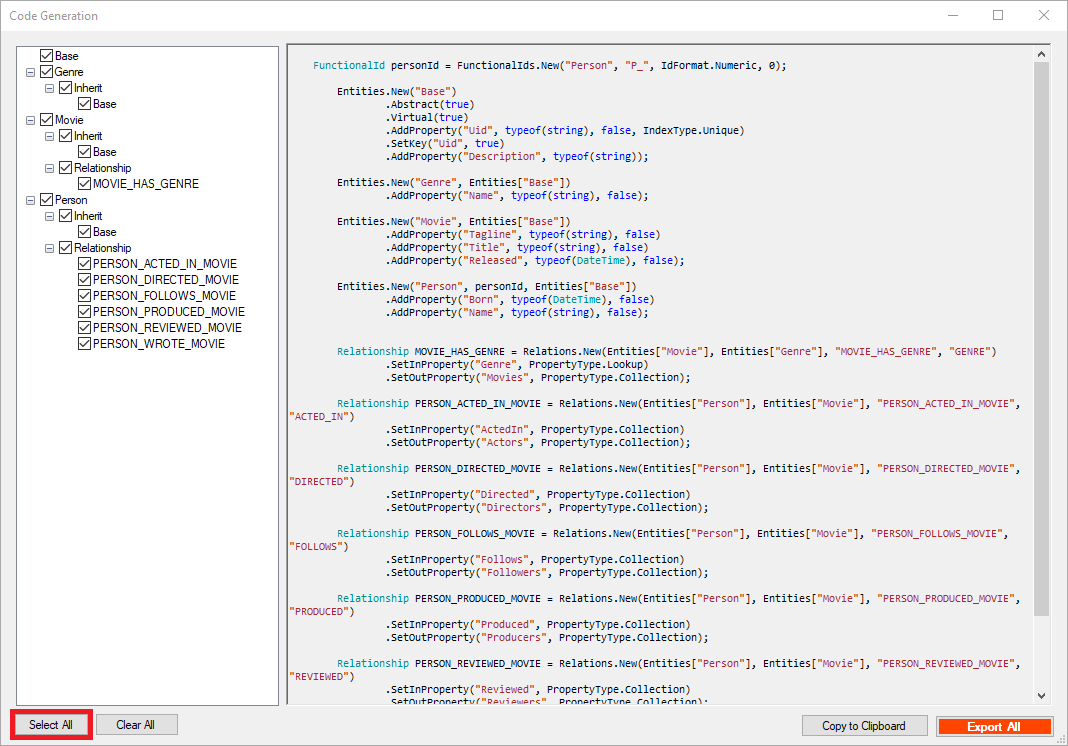 Code Generation
Base
Genre
Inherit
Base
Movie
Inherit
Base
Relationship
MOVIE_HAS_GENRE
Person
Inherit
Base
Relationship
PERSON_ACTED_IN_MOVIE
PERSON_DIRECTED_MOVIE
PERSON_FOLLOWS_MOVIE
PERSON_PRODUCED_MOVIE
PERSON_REVIEWED_MOVIE
PERSON_WROTE_MOVIE
FunctionalId personId = FunctionalIds.New("Person", "P_", IdFormat.Numeric, 0);
Entities.New("Base")
.Abstract(true)
.Virtual(true)
.AddProperty("Uid", typeof(string), false, IndexType.Unique)
.SetKey("Uid", true)
.AddProperty("Description", typeof(string));
Entities.New("Genre", Entities["Base"])
.AddProperty("Name", typeof(string), false);
Entities.New("Movie", Entities["Base"])
.AddProperty("Tagline", typeof(string), false)
.AddProperty("Title", typeof(string), false)
.AddProperty("Released", typeof(DateTime), false);
Entities.New("Person", personId, Entities["Base"])
.AddProperty("Born", typeof(DateTime), false)
.AddProperty("Name", typeof(string), false);
Relationship MOVIE_HAS_GENRE = Relations.New(Entities["Movie"], Entities["Genre"], "MOVIE_HAS_GENRE", "GENRE")
.SetInProperty("Genre", PropertyType.Lookup)
.SetOutProperty("Movies", PropertyType.Collection);
Relationship PERSON_ACTED_IN_MOVIE = Relations.New(Entities["Person"], Entities["Movie"], "PERSON_ACTED_IN_MOVIE",
"ACTED_IN")
.SetInProperty("ActedIn", PropertyType.Collection)
.SetOutProperty("Actors", PropertyType.Collection);
Relationship PERSON_DIRECTED_MOVIE = Relations.New(Entities["Person"], Entities["Movie"], "PERSON_DIRECTED_MOVIE",
"DIRECTED")
.SetInProperty("Directed", PropertyType.Collection)
.SetOutProperty("Directors", PropertyType.Collection);
Relationship PERSON_FOLLOWS_MOVIE = Relations.New(Entities["Person"], Entities["Movie"], "PERSON_FOLLOWS_MOVIE",
"FOLLOWS")
.SetInProperty("Follows", PropertyType.Collection)
.SetOutProperty("Followers", PropertyType.Collection);
Relationship PERSON_PRODUCED_MOVIE = Relations.New(Entities["Person"], Entities["Movie"], "PERSON_PRODUCED_MOVIE",
"PRODUCED")
.SetInProperty("Produced", PropertyType.Collection)
.SetOutProperty("Producers", PropertyType.Collection);
Relationship PERSON_REVIEWED_MOVIE = Relations.New(Entities["Person"], Entities["Movie"], "PERSON_REVIEWED_MOVIE",
"REVIEWED")
.SetInProperty("Reviewed", PropertyType.Collection)
.SetOutProperty("Reviewers", PropertyType.Collection);
Select All
Clear All
Copy to Clipboard
Export All